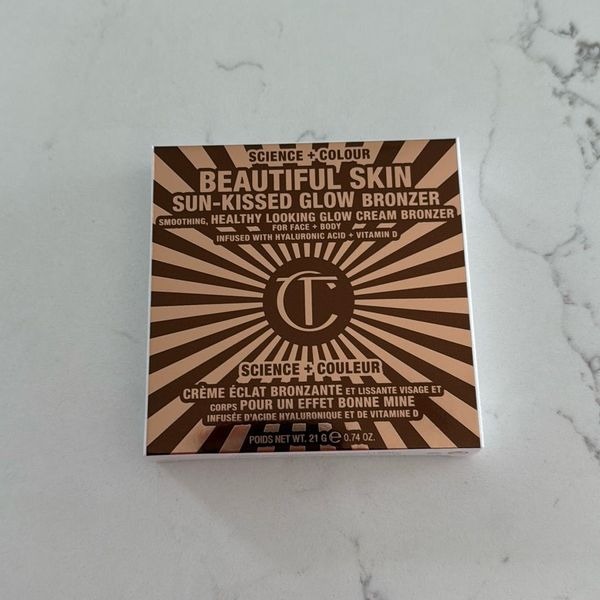 SCIENCE + COLOUR
BEAUTIFUL SKIN
SUN-KISSED GLOW BRONZER
SMOOTHING, HEALTHY LOOKING GLOW CREAM BRONZER
FOR FACE + BODY
INFUSED WITH HYALURONIC ACID + VITAMIN D
CT
SCIENCE + COULEUR
CRÈME ÉCLAT BRONZANTE ET LISSANTE VISAGE ET
CORPS POUR UN EFFET BONNE MINE
INFUSÉE D'ACIDE HYALURONIQUE ET DE VITAMINE D
POIDS NET WT. 21 G ℮ 0.74 OZ.